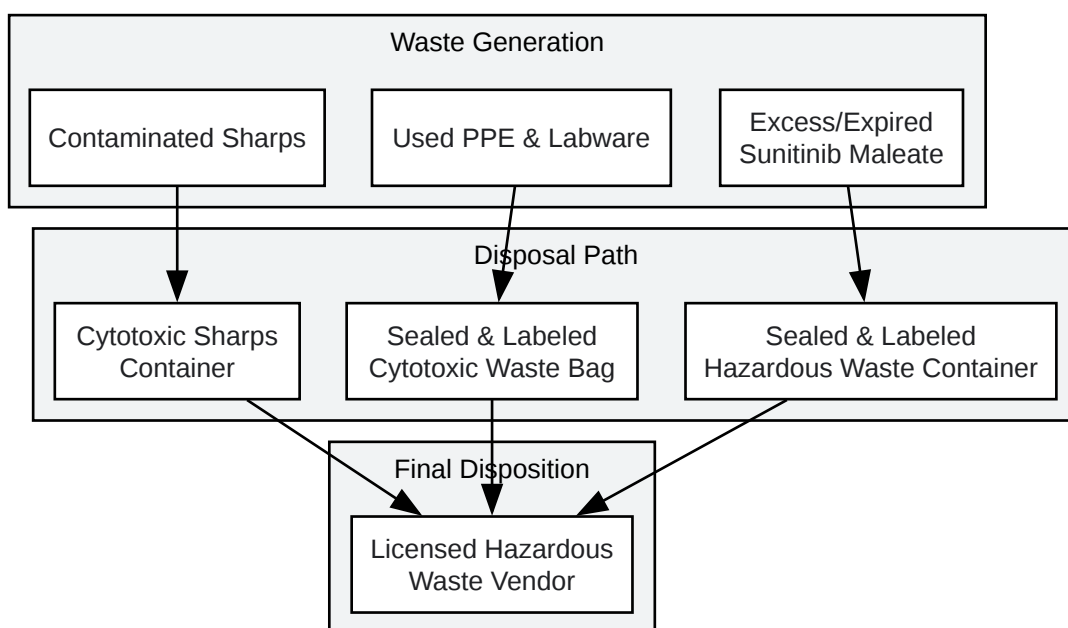 Waste Generation
Contaminated Sharps
Used PPE & Labware
Excess/Expired
Sunitinib Maleate
Disposal Path
Cytotoxic Sharps
Container
Sealed & Labeled
Cytotoxic Waste Bag
Sealed & Labeled
Hazardous Waste Container
Final Disposition
Licensed Hazardous
Waste Vendor